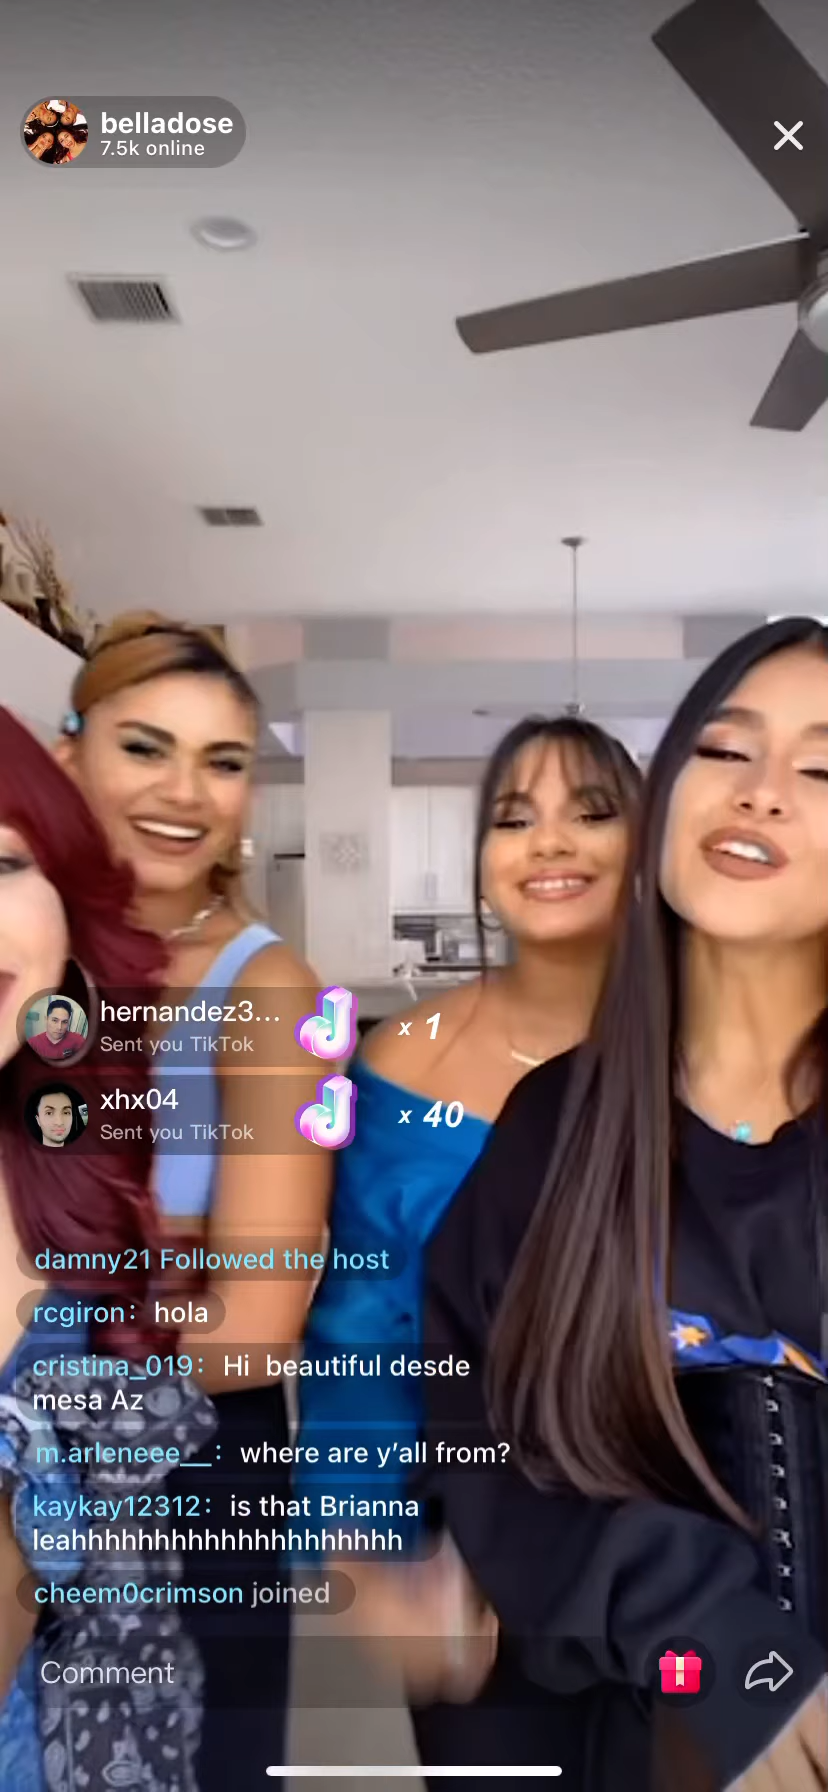 belladose
7.5k online
hernandez3...
Sent you TikTok
x 1
xhx04
Sent you TikTok
x 40
damny21 Followed the host
rcgiron: hola
cristina_019: Hi beautiful desde
mesa Az
m.arleneee__: where are y'all from?
kaykay12312: is that Brianna
leahhhhhhhhhhhhhhhhhhhh
cheem0crimson joined
Comment